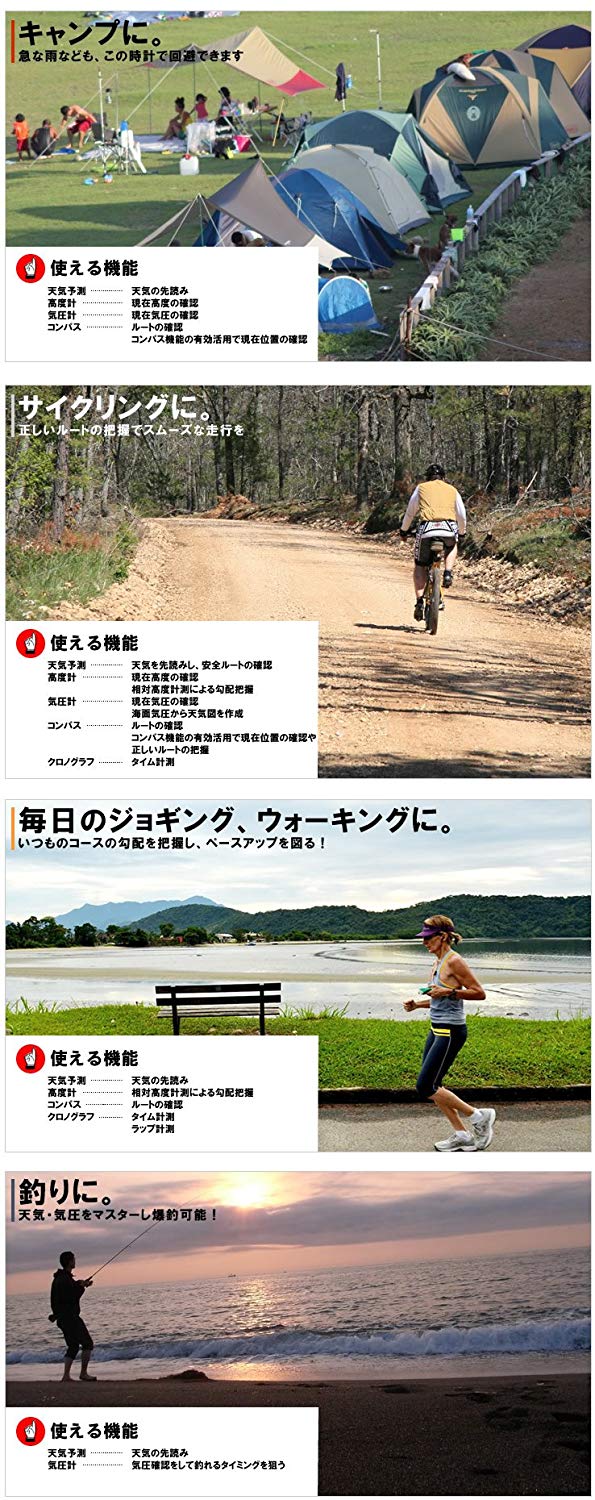 キャンプに。
急な雨なども、この時計で回避できます
使える機能
天気予測 ……… 天気の先読み
高度計 ……… 現在高度の確認
気圧計 ……… 現在気圧の確認
コンパス ……… ルートの確認
コンパス機能の有効活用で現在位置の確認
サイクリングに。
正しいルートの把握でスムーズな走行を
使える機能
天気予測 ……… 天気を先読みし、安全ルートの確認
高度計 ……… 現在高度の確認
相対高度計測による勾配把握
気圧計 ……… 現在気圧の確認
海面気圧から天気図を作成
コンパス ……… ルートの確認
コンパス機能の有効活用で現在位置の確認や
正しいルートの把握
クロノグラフ ……… タイム計測
毎日のジョギング、ウォーキングに。
いつものコースの勾配を把握し、ペースアップを図る！
使える機能
天気予測 ……… 天気の先読み
高度計 ……… 相対高度計測による勾配把握
コンパス ……… ルートの確認
クロノグラフ ……… タイム計測
ラップ計測
釣りに。
天気・気圧をマスターし爆釣可能！
使える機能
天気予測 ……… 天気の先読み
気圧計 ……… 気圧確認をして釣れるタイミングを狙う